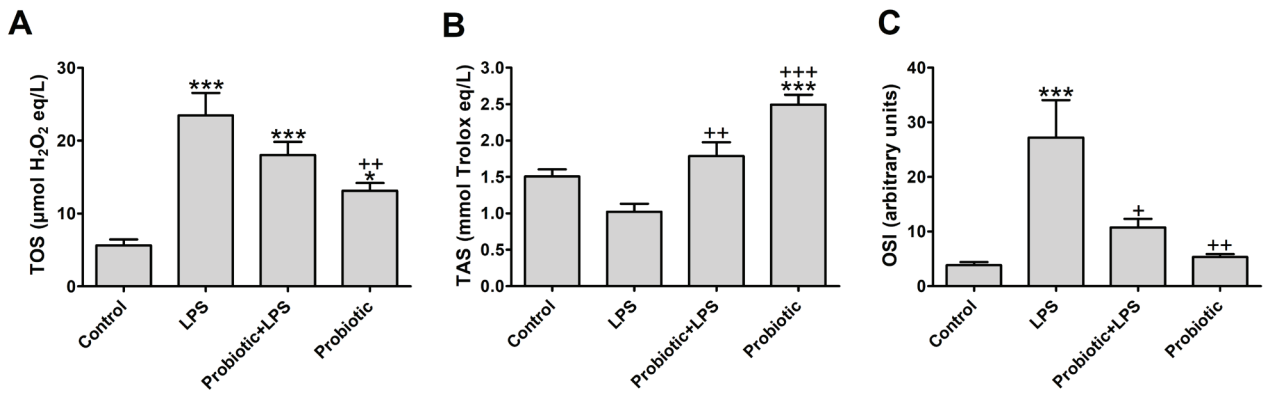 A
TOS (µmol H₂O₂ eq/L)
30
20
10
0
***
***
++
*
Control
LPS
Probiotic+LPS
Probiotic
B
TAS (mmol Trolox eq/L)
3.0
2.5
2.0
1.5
1.0
0.5
0.0
++
+++
***
Control
LPS
Probiotic+LPS
Probiotic
C
OSI (arbitrary units)
40
30
20
10
0
***
+
++
Control
LPS
Probiotic+LPS
Probiotic